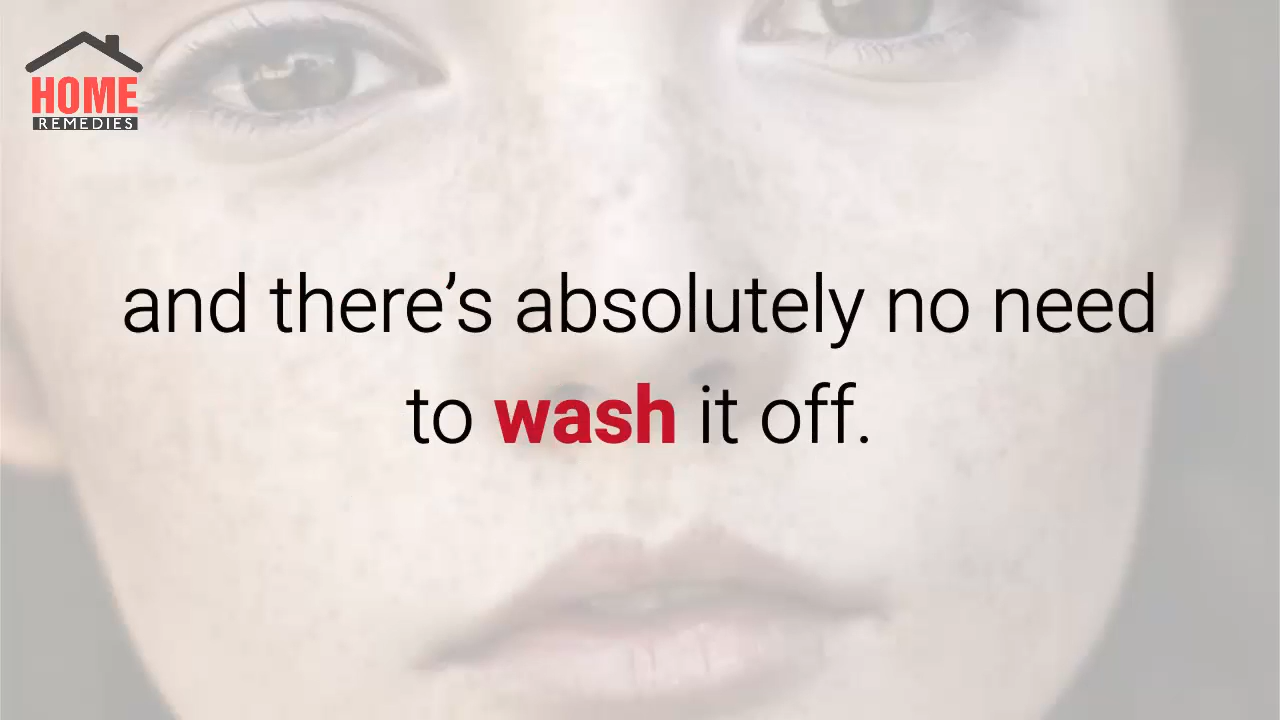 HOME
REMEDIES
and there’s absolutely no need
to wash it off.